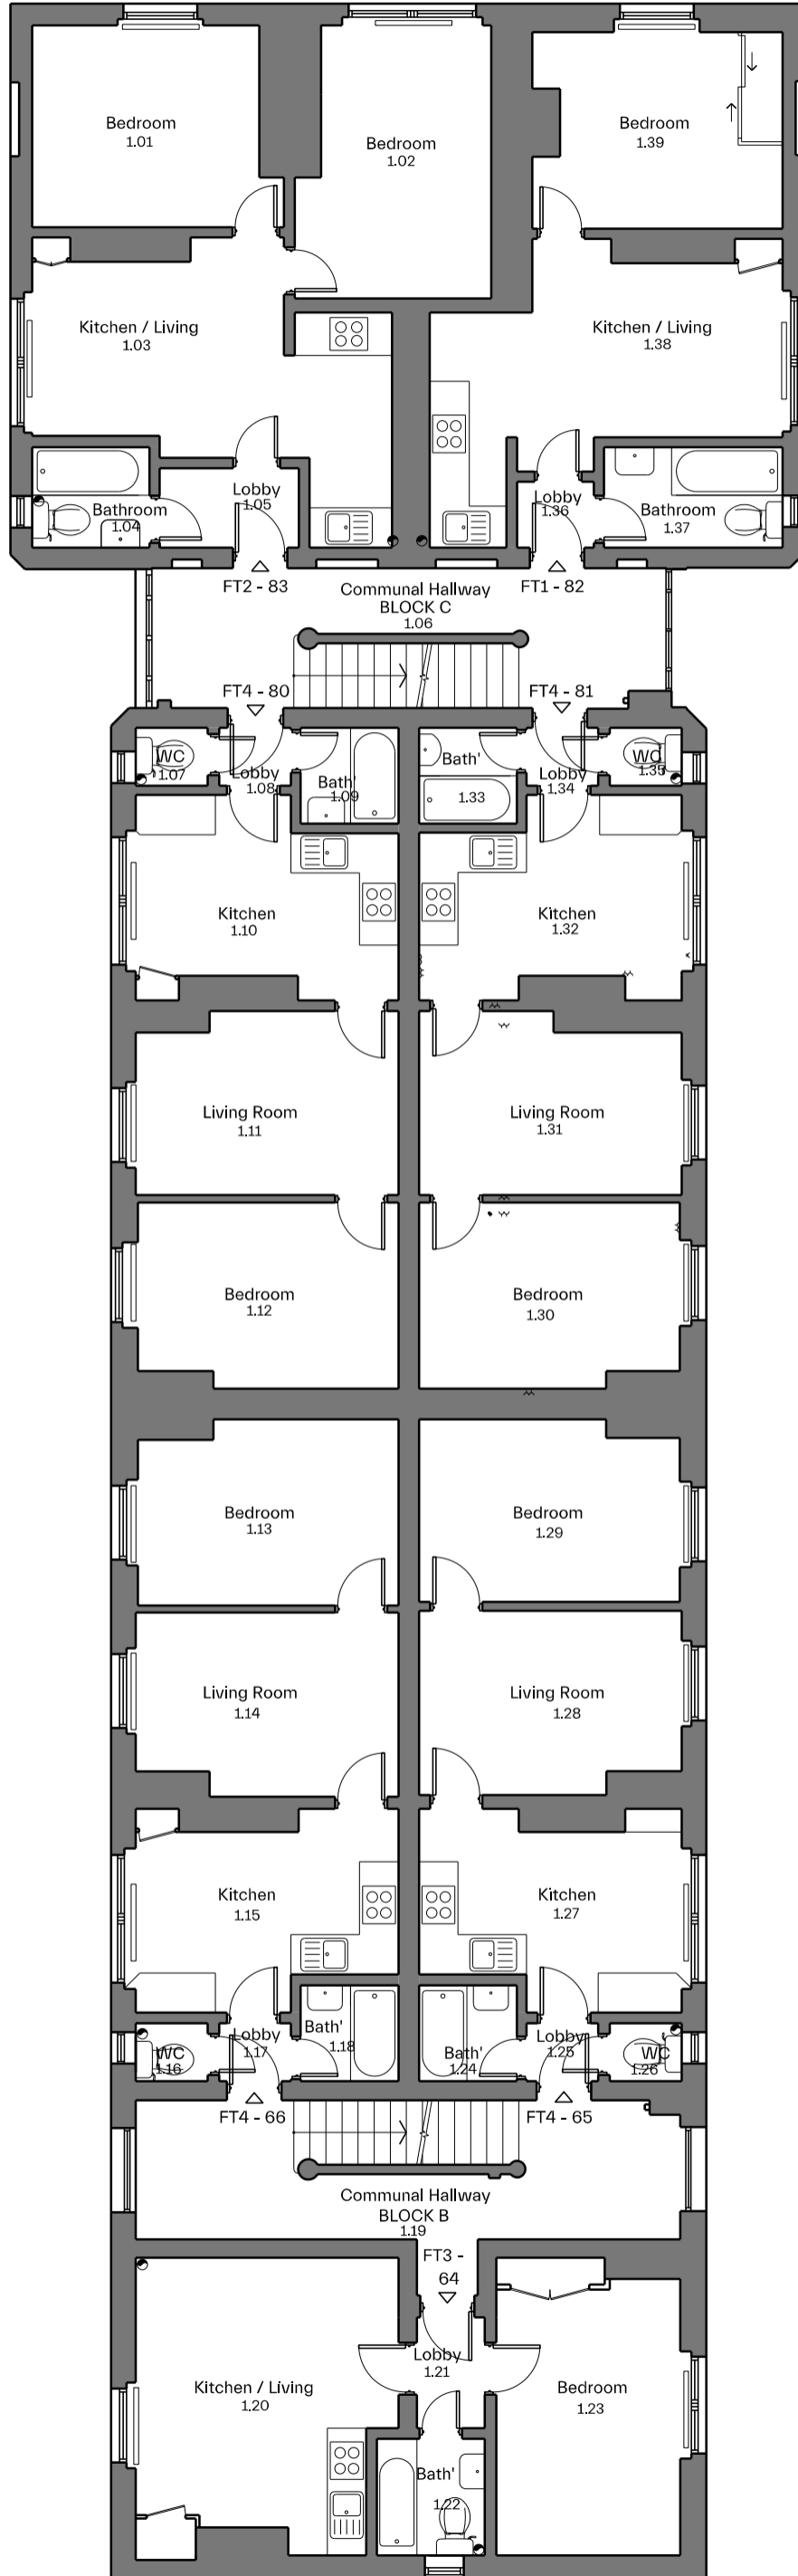 Bedroom
1.01
Bedroom
1.02
Bedroom
1.39
Kitchen / Living
1.03
Kitchen / Living
1.38
Lobby
1.05
Bathroom
1.04
Lobby
1.36
Bathroom
1.37
FT2 - 83
Communal Hallway
BLOCK C
1.06
FT1 - 82
FT4 - 80
FT4 - 81
WC
1.07
Lobby
1.08
Bath'
1.09
Bath'
1.33
Lobby
1.34
WC
1.35
Kitchen
1.10
Kitchen
1.32
Living Room
1.11
Living Room
1.31
Bedroom
1.12
Bedroom
1.30
Bedroom
1.13
Bedroom
1.29
Living Room
1.14
Living Room
1.28
Kitchen
1.15
Kitchen
1.27
WC
1.16
Lobby
1.17
Bath'
1.18
Bath'
1.24
Lobby
1.25
WC
1.26
FT4 - 66
FT4 - 65
Communal Hallway
BLOCK B
1.19
FT3 -
64
Lobby
1.21
Kitchen / Living
1.20
Bedroom
1.23
Bath'
1.22